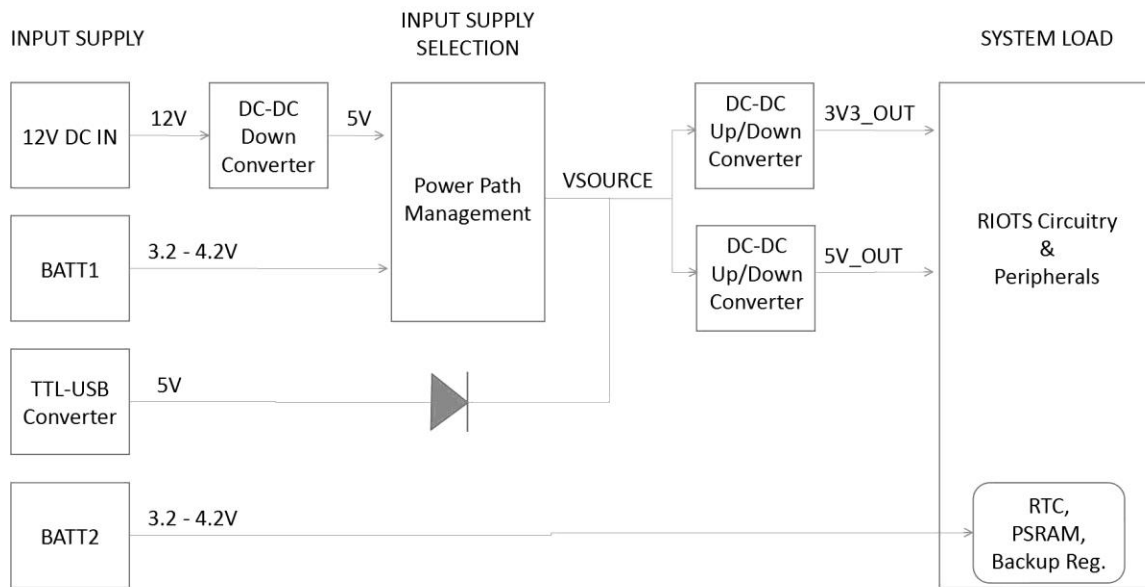 INPUT SUPPLY
INPUT SUPPLY
SELECTION
SYSTEM LOAD
12V DC IN
12V
DC-DC
Down
Converter
5V
Power Path
Management
VSOURCE
DC-DC
Up/Down
Converter
3V3_OUT
DC-DC
Up/Down
Converter
5V_OUT
RIOTS Circuitry
&
Peripherals
BATT1
3.2 - 4.2V
TTL-USB
Converter
5V
BATT2
3.2 - 4.2V
RTC,
PSRAM,
Backup Reg.